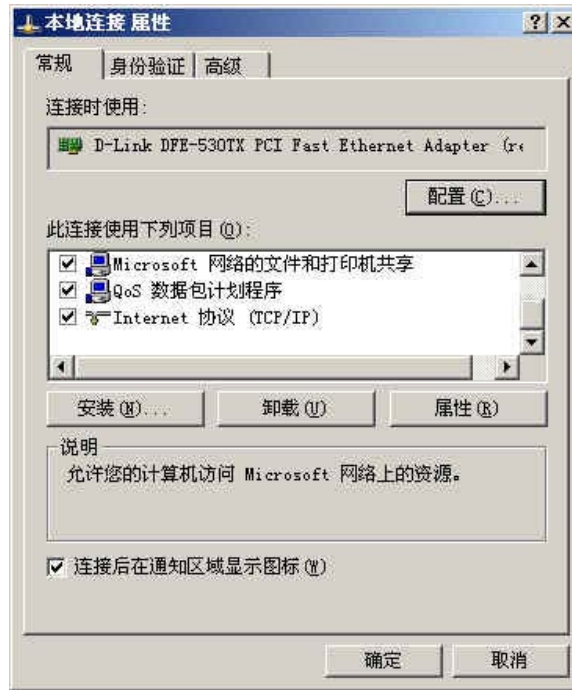 本地连接 属性
常规 身份验证 高级
连接时使用:
D-Link DFE-530TX PCI Fast Ethernet Adapter (re
配置(C)...
此连接使用下列项目(O):
Microsoft 网络的文件和打印机共享
QoS 数据包计划程序
Internet 协议 (TCP/IP)
安装(N)... 卸载(U) 属性(R)
说明
允许您的计算机访问 Microsoft 网络上的资源。
连接后在通知区域显示图标(W)
确定 取消